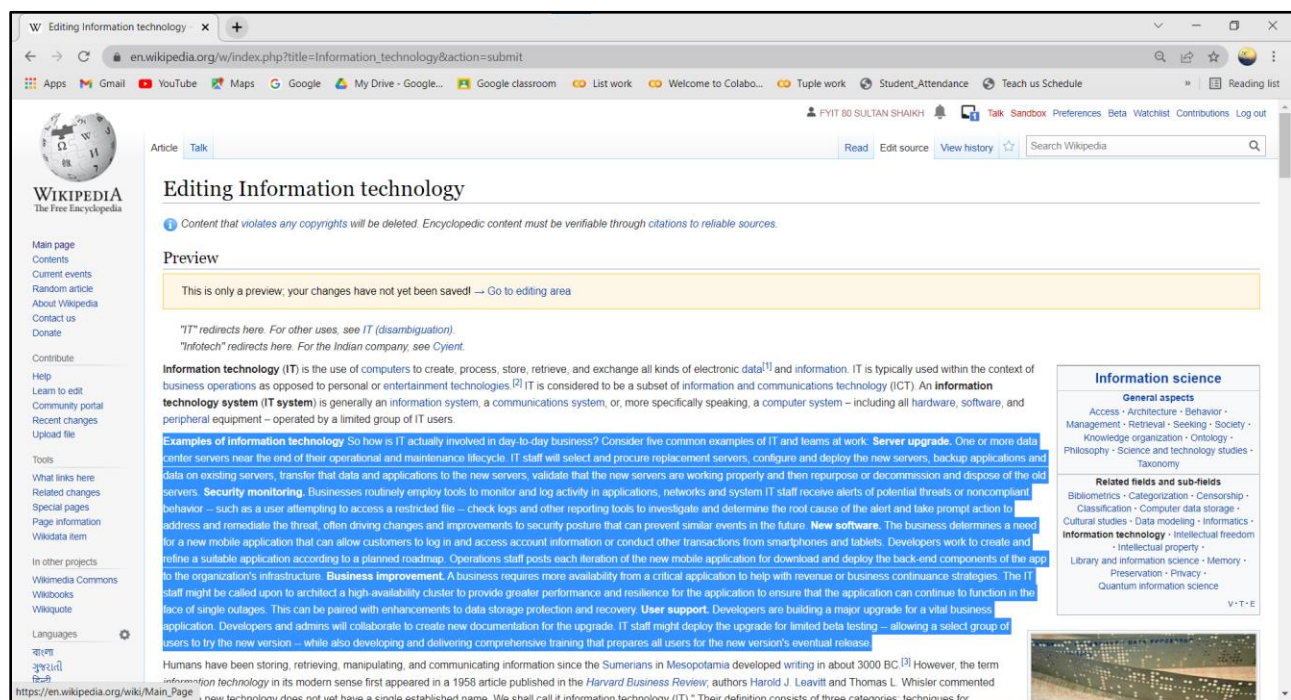 Editing Information technology
en.wikipedia.org/w/index.php?title=Information_technology&action=submit
Apps Gmail YouTube Maps Google My Drive - Google... Google classroom List work Welcome to Colabo... Tuple work Student_Attendance Teach us Schedule » Reading list
FYIT 80 SULTAN SHAIKH 1 Talk Sandbox Preferences Beta Watchlist Contributions Log out
Article Talk Read Edit source View history Search Wikipedia
WIKIPEDIA
The Free Encyclopedia
Main page
Contents
Current events
Random article
About Wikipedia
Contact us
Donate
Contribute
Help
Learn to edit
Community portal
Recent changes
Upload file
Tools
What links here
Related changes
Special pages
Page information
Wikidata item
In other projects
Wikimedia Commons
Wikibooks
Wikiquote
Languages
বাংলা
ગુજરાતી
हिन्दी
https://en.wikipedia.org/wiki/Main_Page
Editing Information technology
Content that violates any copyrights will be deleted. Encyclopedic content must be verifiable through citations to reliable sources.
Preview
This is only a preview; your changes have not yet been saved! → Go to editing area
"IT" redirects here. For other uses, see IT (disambiguation).
"Infotech" redirects here. For the Indian company, see Cyient.
Information technology (IT) is the use of computers to create, process, store, retrieve, and exchange all kinds of electronic data[1] and information. IT is typically used within the context of
business operations as opposed to personal or entertainment technologies.[2] IT is considered to be a subset of information and communications technology (ICT). An information
technology system (IT system) is generally an information system, a communications system, or, more specifically speaking, a computer system – including all hardware, software, and
peripheral equipment – operated by a limited group of IT users.
Examples of information technology So how is IT actually involved in day-to-day business? Consider five common examples of IT and teams at work: Server upgrade. One or more data
center servers near the end of their operational and maintenance lifecycle. IT staff will select and procure replacement servers, configure and deploy the new servers, backup applications and
data on existing servers, transfer that data and applications to the new servers, validate that the new servers are working properly and then repurpose or decommission and dispose of the old
servers. Security monitoring. Businesses routinely employ tools to monitor and log activity in applications, networks and system IT staff receive alerts of potential threats or noncompliant
behavior -- such as a user attempting to access a restricted file -- check logs and other reporting tools to investigate and determine the root cause of the alert and take prompt action to
address and remediate the threat, often driving changes and improvements to security posture that can prevent similar events in the future. New software. The business determines a need
for a new mobile application that can allow customers to log in and access account information or conduct other transactions from smartphones and tablets. Developers work to create and
refine a suitable application according to a planned roadmap. Operations staff posts each iteration of the new mobile application for download and deploy the back-end components of the app
to the organization's infrastructure. Business improvement. A business requires more availability from a critical application to help with revenue or business continuance strategies. The IT
staff might be called upon to architect a high-availability cluster to provide greater performance and resilience for the application to ensure that the application can continue to function in the
face of single outages. This can be paired with enhancements to data storage protection and recovery. User support. Developers are building a major upgrade for a vital business
application. Developers and admins will collaborate to create new documentation for the upgrade. IT staff might deploy the upgrade for limited beta testing -- allowing a select group of
users to try the new version -- while also developing and delivering comprehensive training that prepares all users for the new version's eventual release.
Humans have been storing, retrieving, manipulating, and communicating information since the Sumerians in Mesopotamia developed writing in about 3000 BC.[3] However, the term
information technology in its modern sense first appeared in a 1958 article published in the Harvard Business Review; authors Harold J. Leavitt and Thomas L. Whisler commented
new technology does not yet have a single established name. We shall call it information technology (IT)." Their definition consists of three categories: techniques for
Information science
General aspects
Access · Architecture · Behavior ·
Management · Retrieval · Seeking · Society ·
Knowledge organization · Ontology ·
Philosophy · Science and technology studies ·
Taxonomy
Related fields and sub-fields
Bibliometrics · Categorization · Censorship ·
Classification · Computer data storage ·
Cultural studies · Data modeling · Informatics ·
Information technology · Intellectual freedom
· Intellectual property ·
Library and information science · Memory ·
Preservation · Privacy ·
Quantum information science
V·T·E